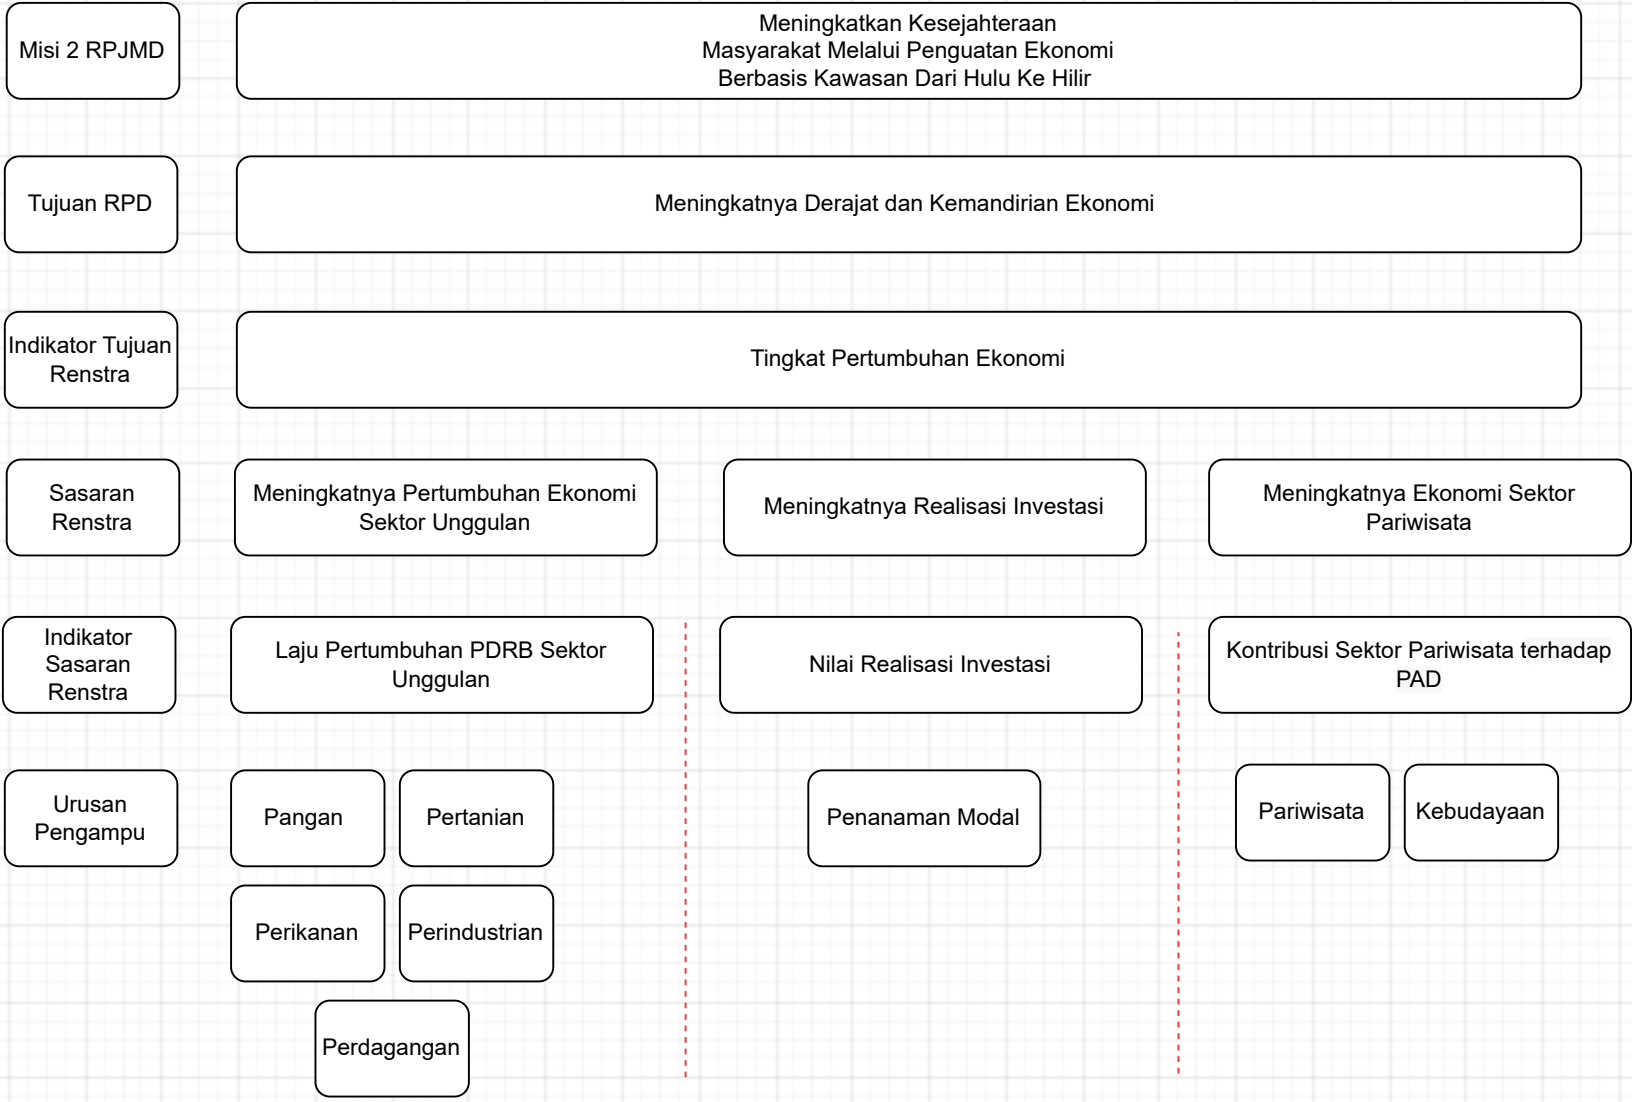 Misi 2 RPJMD
Meningkatkan Kesejahteraan
Masyarakat Melalui Penguatan Ekonomi
Berbasis Kawasan Dari Hulu Ke Hilir
Tujuan RPD
Meningkatnya Derajat dan Kemandirian Ekonomi
Indikator Tujuan
Renstra
Tingkat Pertumbuhan Ekonomi
Sasaran
Renstra
Meningkatnya Pertumbuhan Ekonomi
Sektor Unggulan
Meningkatnya Realisasi Investasi
Meningkatnya Ekonomi Sektor
Pariwisata
Indikator
Sasaran
Renstra
Laju Pertumbuhan PDRB Sektor
Unggulan
Nilai Realisasi Investasi
Kontribusi Sektor Pariwisata terhadap
PAD
Urusan
Pengampu
Pangan
Pertanian
Penanaman Modal
Pariwisata
Kebudayaan
Perikanan
Perindustrian
Perdagangan